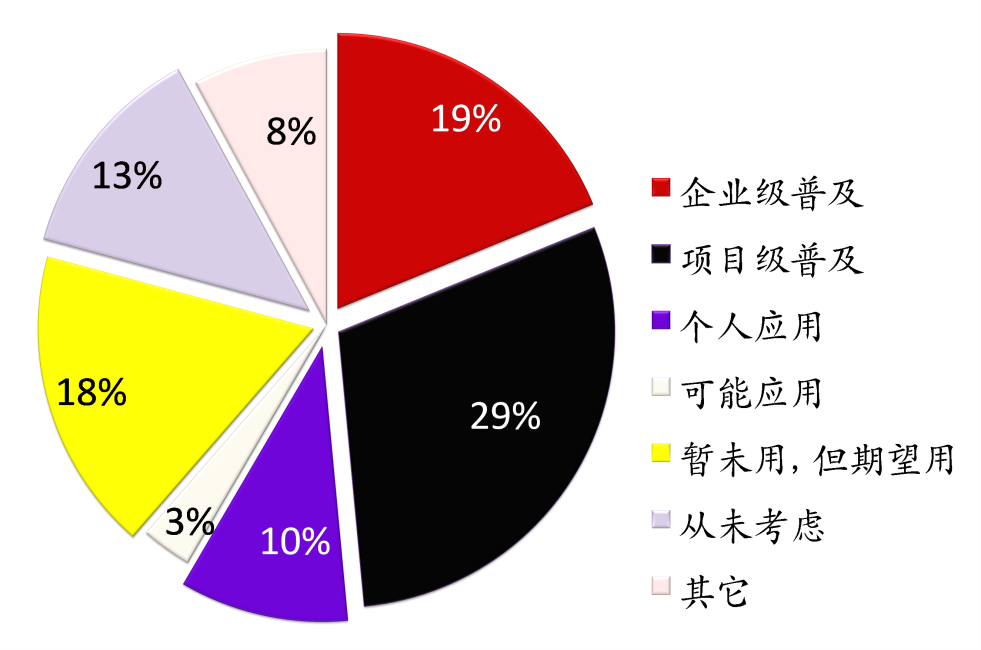 8%
19%
13%
18%
29%
3%
10%
企业级普及
项目级普及
个人应用
可能应用
暂未用,但期望用
从未考虑
其它